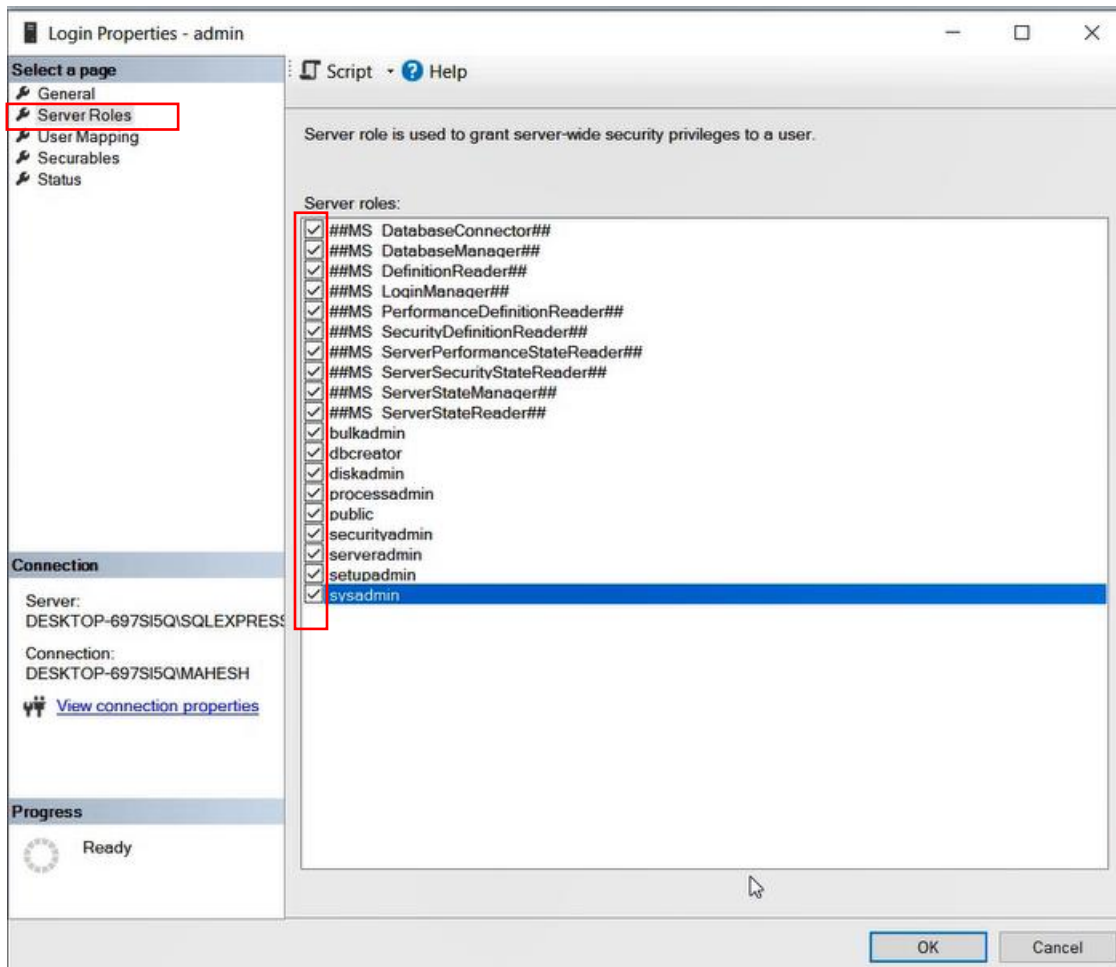 Login Properties - admin
Select a page
General
Server Roles
User Mapping
Securables
Status
Script
Help
Server role is used to grant server-wide security privileges to a user.
Server roles:
##MS_DatabaseConnector##
##MS_DatabaseManager##
##MS_DefinitionReader##
##MS_LoginManager##
##MS_PerformanceDefinitionReader##
##MS_SecurityDefinitionReader##
##MS_ServerPerformanceStateReader##
##MS_ServerSecurityStateReader##
##MS_ServerStateManager##
##MS_ServerStateReader##
bulkadmin
dbcreator
diskadmin
processadmin
public
securityadmin
serveradmin
setupadmin
sysadmin
Connection
Server:
DESKTOP-697SI5Q\SQLEXPRESS
Connection:
DESKTOP-697SI5Q\MAHESH
View connection properties
Progress
Ready
OK
Cancel